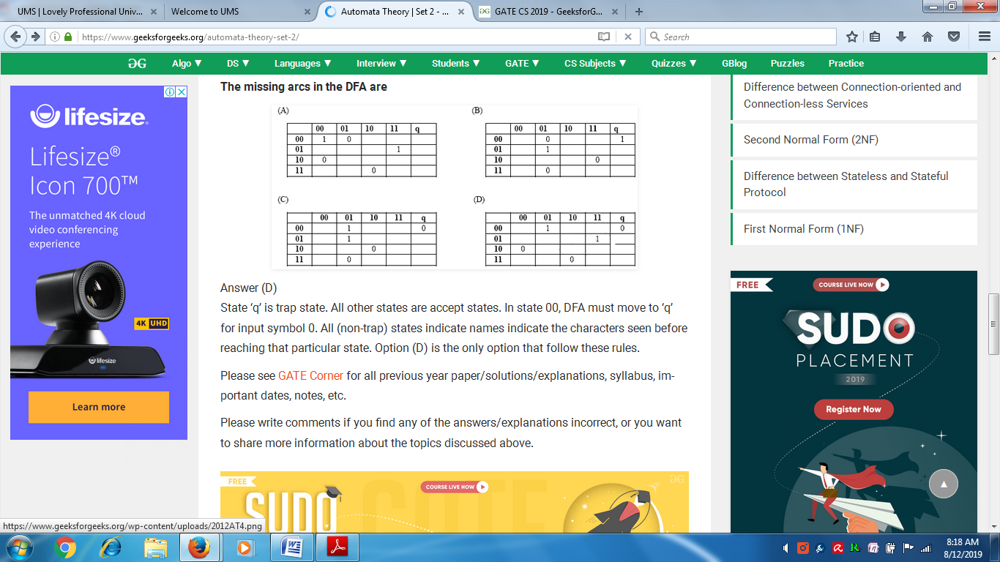 UMS | Lovely Professional Univ...
Welcome to UMS
Automata Theory | Set 2 - ...
GATE CS 2019 - GeeksforG...
https://www.geeksforgeeks.org/automata-theory-set-2/
Search
Algo ▼ DS ▼ Languages ▼ Interview ▼ Students ▼ GATE ▼ CS Subjects ▼ Quizzes ▼ GBlog Puzzles Practice
lifesize.
Lifesize®
Icon 700™
The unmatched 4K cloud
video conferencing
experience
4K UHD
lifesize
Learn more
The missing arcs in the DFA are
(A)
00 01 10 11 q
00 1 0
01 1
10 0
11 0
(B)
00 01 10 11 q
00 0 1
01 1
10 0
11 0
(C)
00 01 10 11 q
00 1 0
01 1
10 0
11 0
(D)
00 01 10 11 q
00 1 0
01 1
10 0
11 0
Answer (D)
State ‘q’ is trap state. All other states are accept states. In state 00, DFA must move to ‘q’
for input symbol 0. All (non-trap) states indicate names indicate the characters seen before
reaching that particular state. Option (D) is the only option that follow these rules.
Please see GATE Corner for all previous year paper/solutions/explanations, syllabus, im-
portant dates, notes, etc.
Please write comments if you find any of the answers/explanations incorrect, or you want
to share more information about the topics discussed above.
FREE
COURSE LIVE NOW
SUDO
GATE
Difference between Connection-oriented and
Connection-less Services
Second Normal Form (2NF)
Difference between Stateless and Stateful
Protocol
First Normal Form (1NF)
FREE
COURSE LIVE NOW
SUDO
PLACEMENT
2019
Register Now
https://www.geeksforgeeks.org/wp-content/uploads/2012AT4.png
8:18 AM
8/12/2019